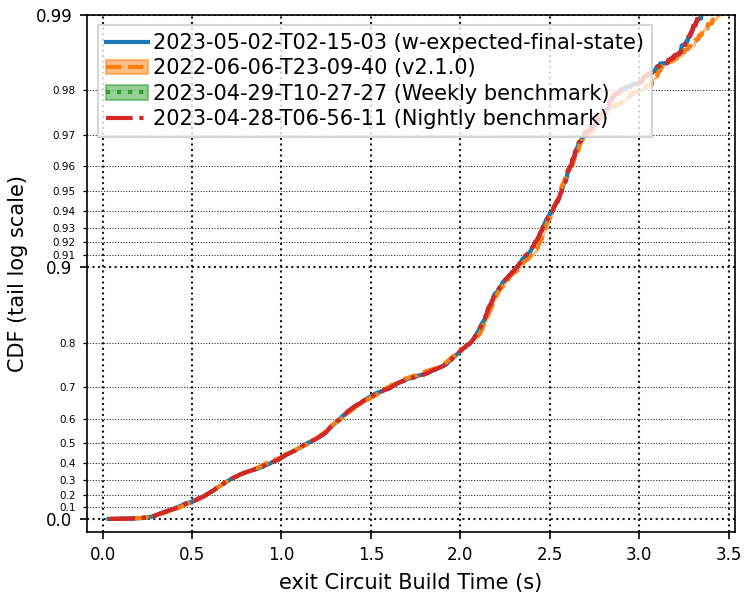 0.99
2023-05-02-T02-15-03 (w-expected-final-state)
2022-06-06-T23-09-40 (v2.1.0)
2023-04-29-T10-27-27 (Weekly benchmark)
2023-04-28-T06-56-11 (Nightly benchmark)
0.98
0.97
0.96
0.95
0.94
0.93
0.92
0.91
0.9
0.8
0.7
0.6
0.5
0.4
0.3
0.2
0.1
0.0
CDF (tail log scale)
0.0 0.5 1.0 1.5 2.0 2.5 3.0 3.5
exit Circuit Build Time (s)